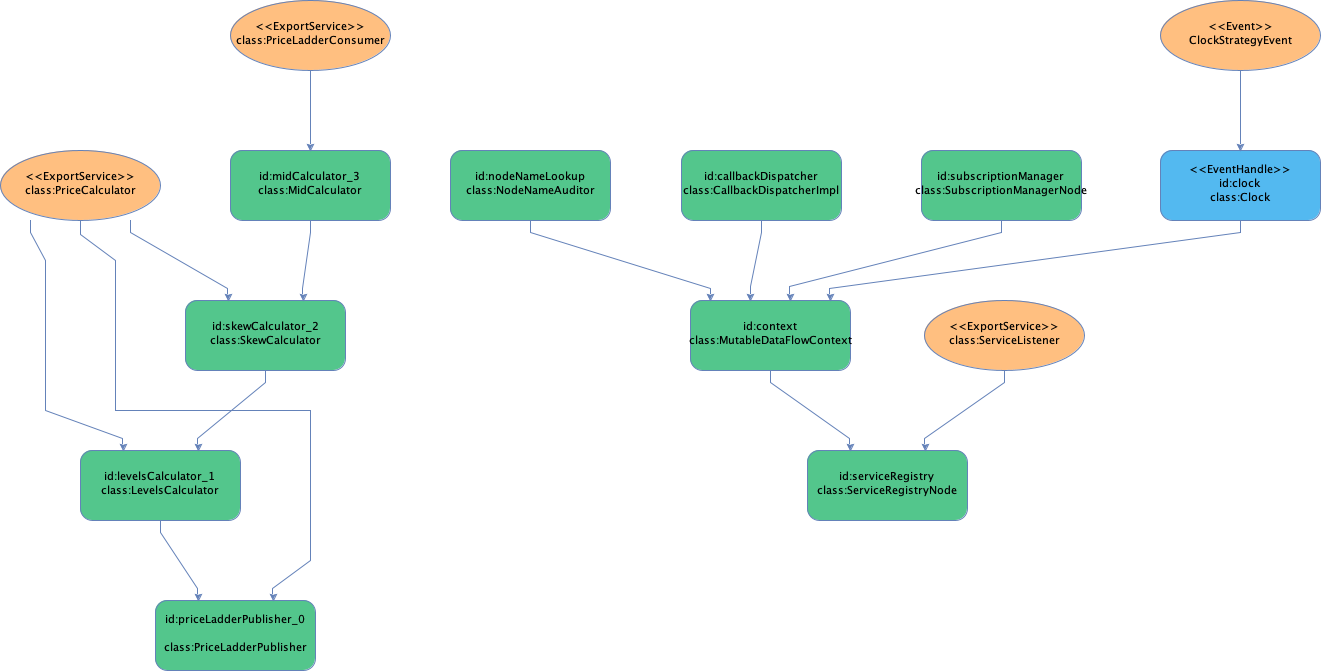 <<ExportService>>
class:PriceLadderConsumer
<<Event>>
ClockStrategyEvent
<<ExportService>>
class:PriceCalculator
id:midCalculator_3
class:MidCalculator
id:nodeNameLookup
class:NodeNameAuditor
id:callbackDispatcher
class:CallbackDispatcherImpl
id:subscriptionManager
class:SubscriptionManagerNode
<<EventHandle>>
id:clock
class:Clock
id:skewCalculator_2
class:SkewCalculator
id:context
class:MutableDataFlowContext
<<ExportService>>
class:ServiceListener
id:levelsCalculator_1
class:LevelsCalculator
id:serviceRegistry
class:ServiceRegistryNode
id:priceLadderPublisher_0
class:PriceLadderPublisher